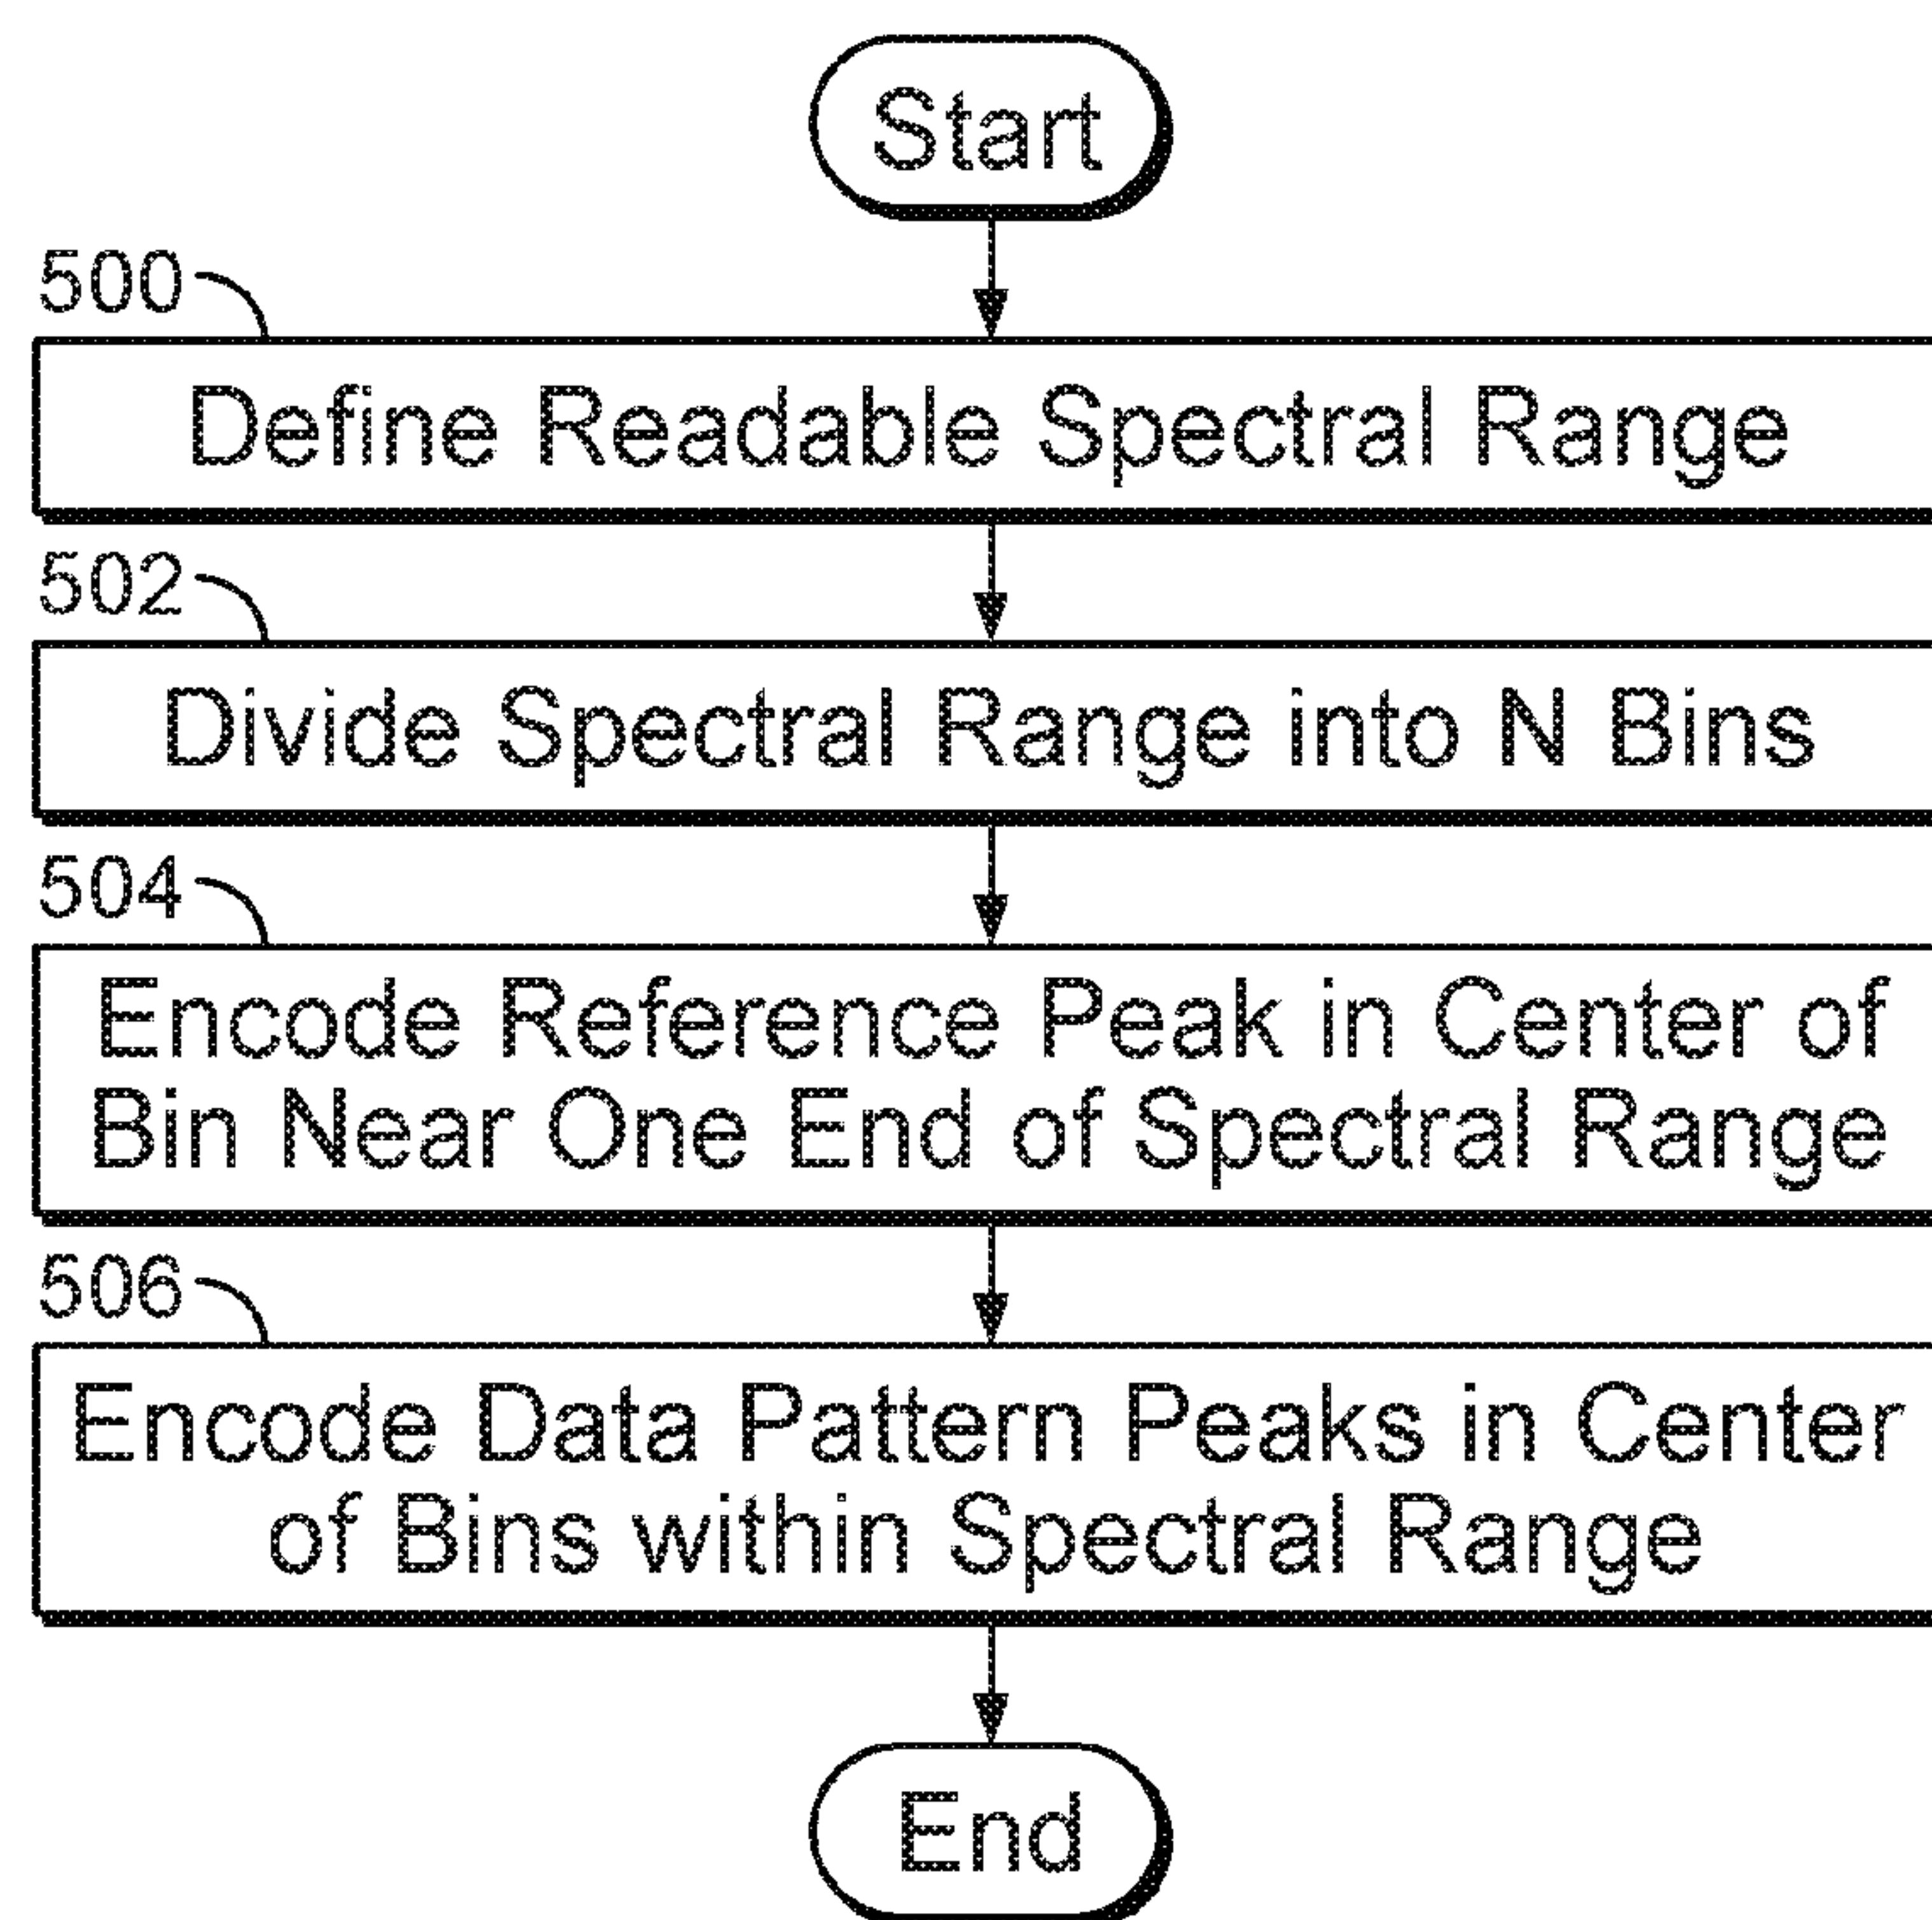 Start
500
Define Readable Spectral Range
502
Divide Spectral Range into N Bins
504
Encode Reference Peak in Center of
Bin Near One End of Spectral Range
506
Encode Data Pattern Peaks in Center
of Bins within Spectral Range
End